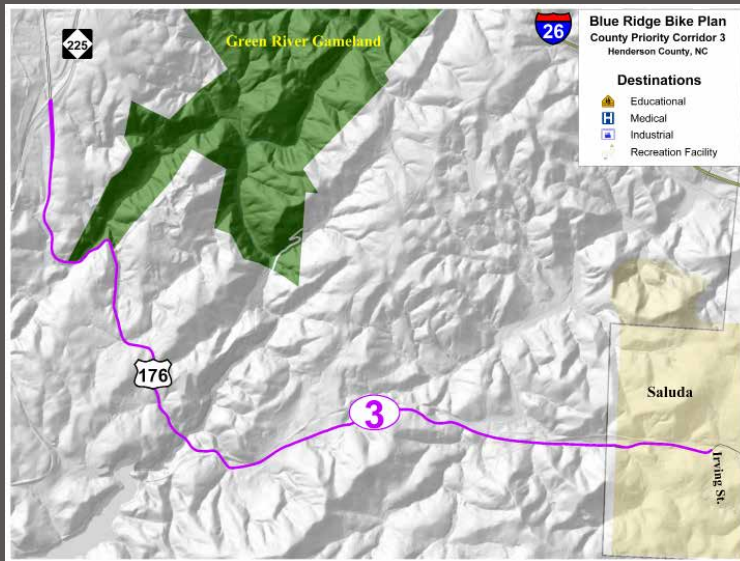 225
Green River Gameland
26
Blue Ridge Bike Plan
County Priority Corridor 3
Henderson County, NC
Destinations
Educational
H Medical
Industrial
Recreation Facility
176
3
Saluda
Irving St.